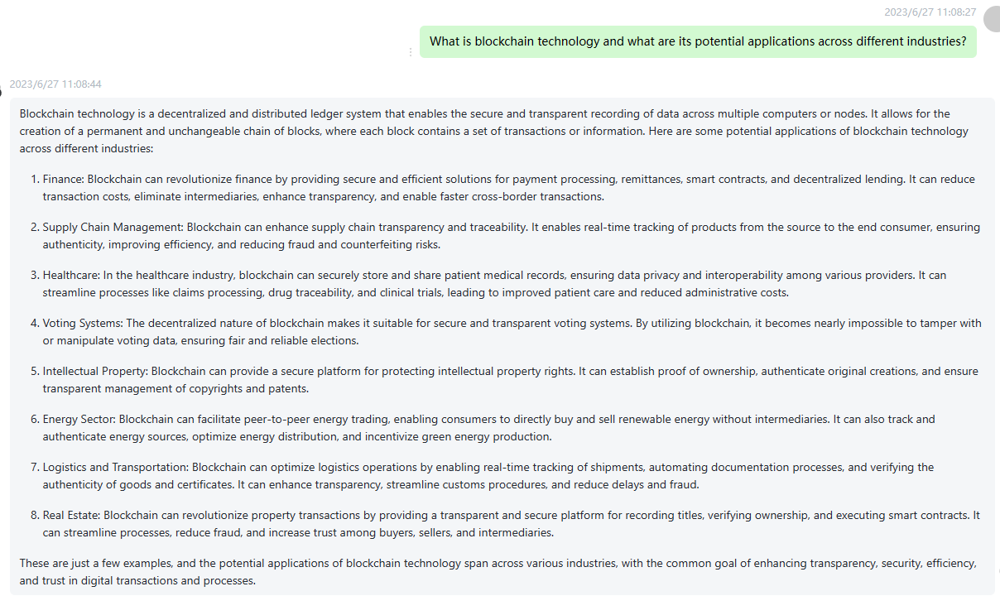 2023/6/27 11:08:27
What is blockchain technology and what are its potential applications across different industries?
2023/6/27 11:08:44
Blockchain technology is a decentralized and distributed ledger system that enables the secure and transparent recording of data across multiple computers or nodes. It allows for the
creation of a permanent and unchangeable chain of blocks, where each block contains a set of transactions or information. Here are some potential applications of blockchain technology
across different industries:
1. Finance: Blockchain can revolutionize finance by providing secure and efficient solutions for payment processing, remittances, smart contracts, and decentralized lending. It can reduce
transaction costs, eliminate intermediaries, enhance transparency, and enable faster cross-border transactions.
2. Supply Chain Management: Blockchain can enhance supply chain transparency and traceability. It enables real-time tracking of products from the source to the end consumer, ensuring
authenticity, improving efficiency, and reducing fraud and counterfeiting risks.
3. Healthcare: In the healthcare industry, blockchain can securely store and share patient medical records, ensuring data privacy and interoperability among various providers. It can
streamline processes like claims processing, drug traceability, and clinical trials, leading to improved patient care and reduced administrative costs.
4. Voting Systems: The decentralized nature of blockchain makes it suitable for secure and transparent voting systems. By utilizing blockchain, it becomes nearly impossible to tamper with
or manipulate voting data, ensuring fair and reliable elections.
5. Intellectual Property: Blockchain can provide a secure platform for protecting intellectual property rights. It can establish proof of ownership, authenticate original creations, and ensure
transparent management of copyrights and patents.
6. Energy Sector: Blockchain can facilitate peer-to-peer energy trading, enabling consumers to directly buy and sell renewable energy without intermediaries. It can also track and
authenticate energy sources, optimize energy distribution, and incentivize green energy production.
7. Logistics and Transportation: Blockchain can optimize logistics operations by enabling real-time tracking of shipments, automating documentation processes, and verifying the
authenticity of goods and certificates. It can enhance transparency, streamline customs procedures, and reduce delays and fraud.
8. Real Estate: Blockchain can revolutionize property transactions by providing a transparent and secure platform for recording titles, verifying ownership, and executing smart contracts. It
can streamline processes, reduce fraud, and increase trust among buyers, sellers, and intermediaries.
These are just a few examples, and the potential applications of blockchain technology span across various industries, with the common goal of enhancing transparency, security, efficiency,
and trust in digital transactions and processes.